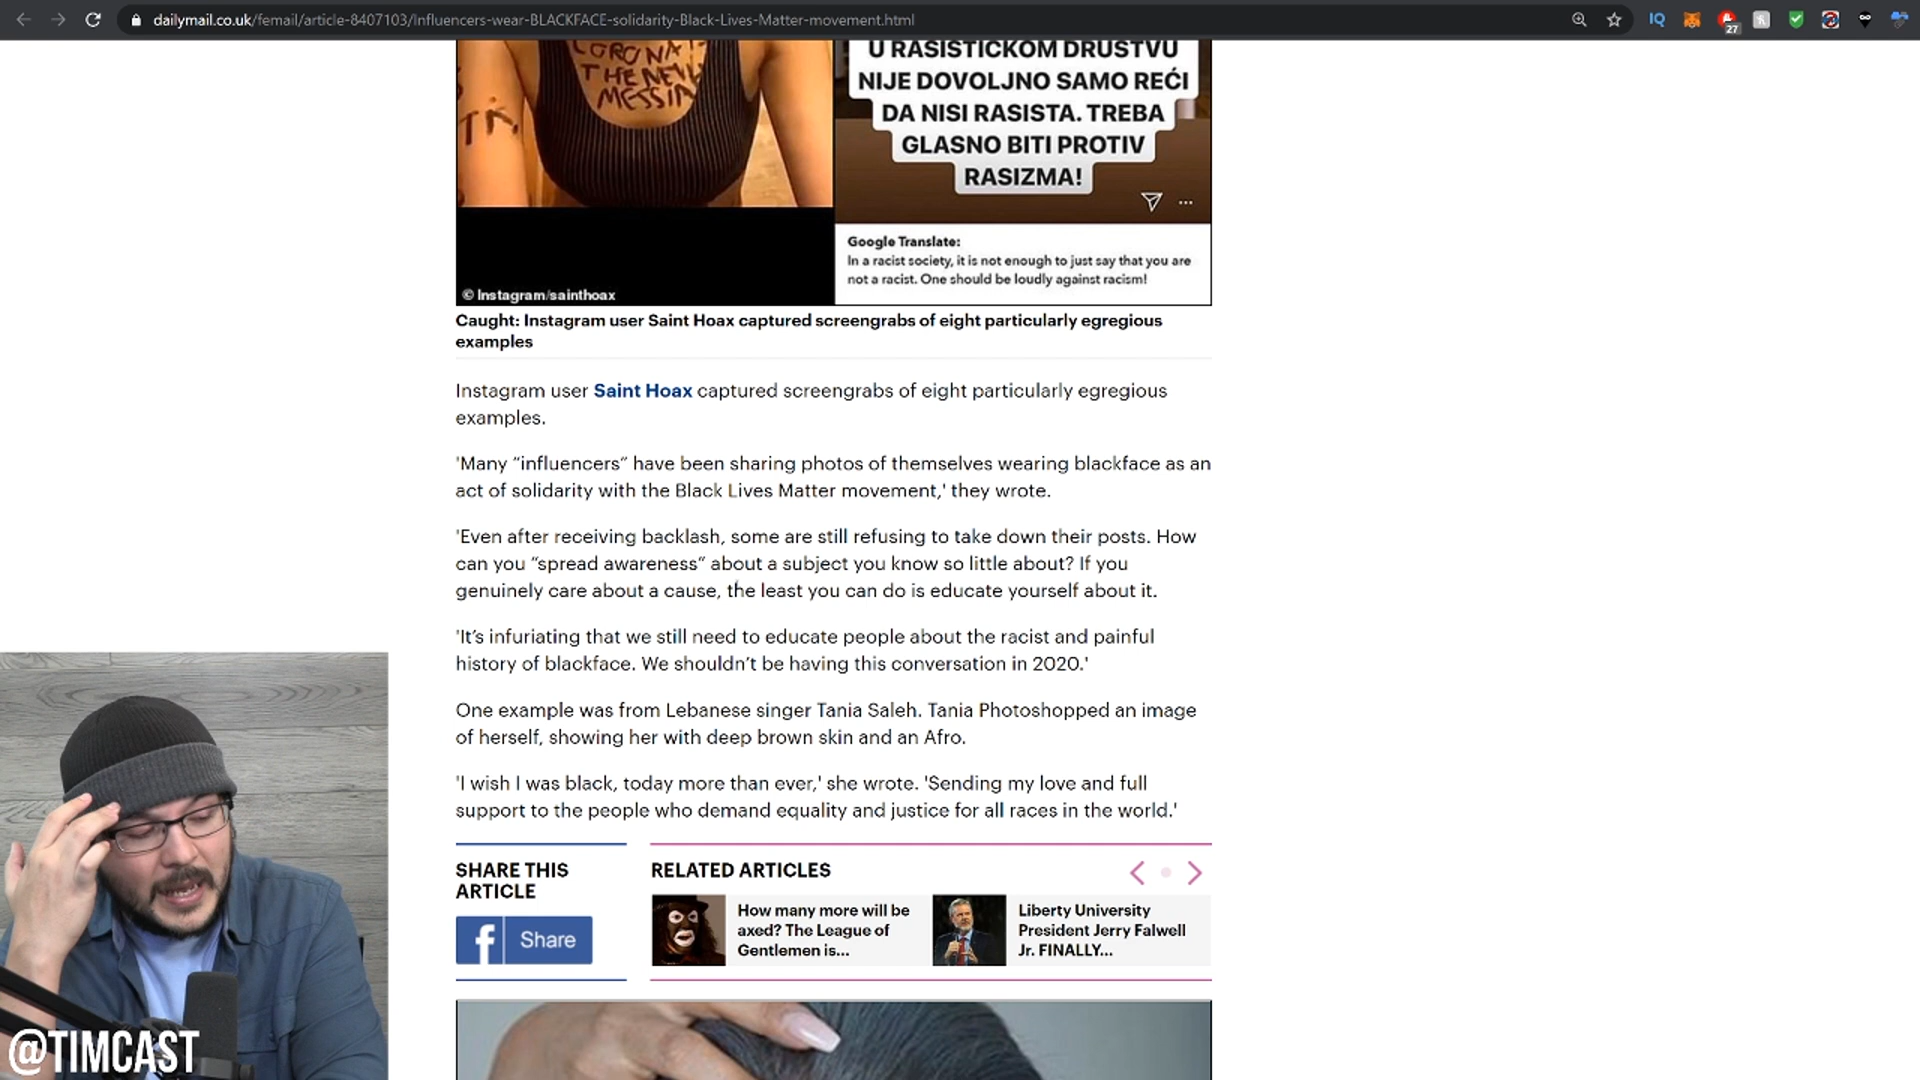 dailymail.co.uk/femail/article-8407103/Influencers-wear-BLACKFACE-solidarity-Black-Lives-Matter-movement.html
IQ
27
CORONA?
THE NEW
MESSIA
U RASISTIČKOM DRUŠTVU
NIJE DOVOLJNO SAMO REĆI
DA NISI RASISTA. TREBA
GLASNO BITI PROTIV
RASIZMA!
Google Translate:
In a racist society, it is not enough to just say that you are
not a racist. One should be loudly against racism!
© Instagram/sainthoax
Caught: Instagram user Saint Hoax captured screengrabs of eight particularly egregious
examples
Instagram user Saint Hoax captured screengrabs of eight particularly egregious
examples.
'Many “influencers” have been sharing photos of themselves wearing blackface as an
act of solidarity with the Black Lives Matter movement,' they wrote.
'Even after receiving backlash, some are still refusing to take down their posts. How
can you “spread awareness” about a subject you know so little about? If you
genuinely care about a cause, the least you can do is educate yourself about it.
'It’s infuriating that we still need to educate people about the racist and painful
history of blackface. We shouldn’t be having this conversation in 2020.'
One example was from Lebanese singer Tania Saleh. Tania Photoshopped an image
of herself, showing her with deep brown skin and an Afro.
'I wish I was black, today more than ever,' she wrote. 'Sending my love and full
support to the people who demand equality and justice for all races in the world.'
SHARE THIS
ARTICLE
Share
RELATED ARTICLES
How many more will be
axed? The League of
Gentlemen is...
Liberty University
President Jerry Falwell
Jr. FINALLY...
@TIMCAST